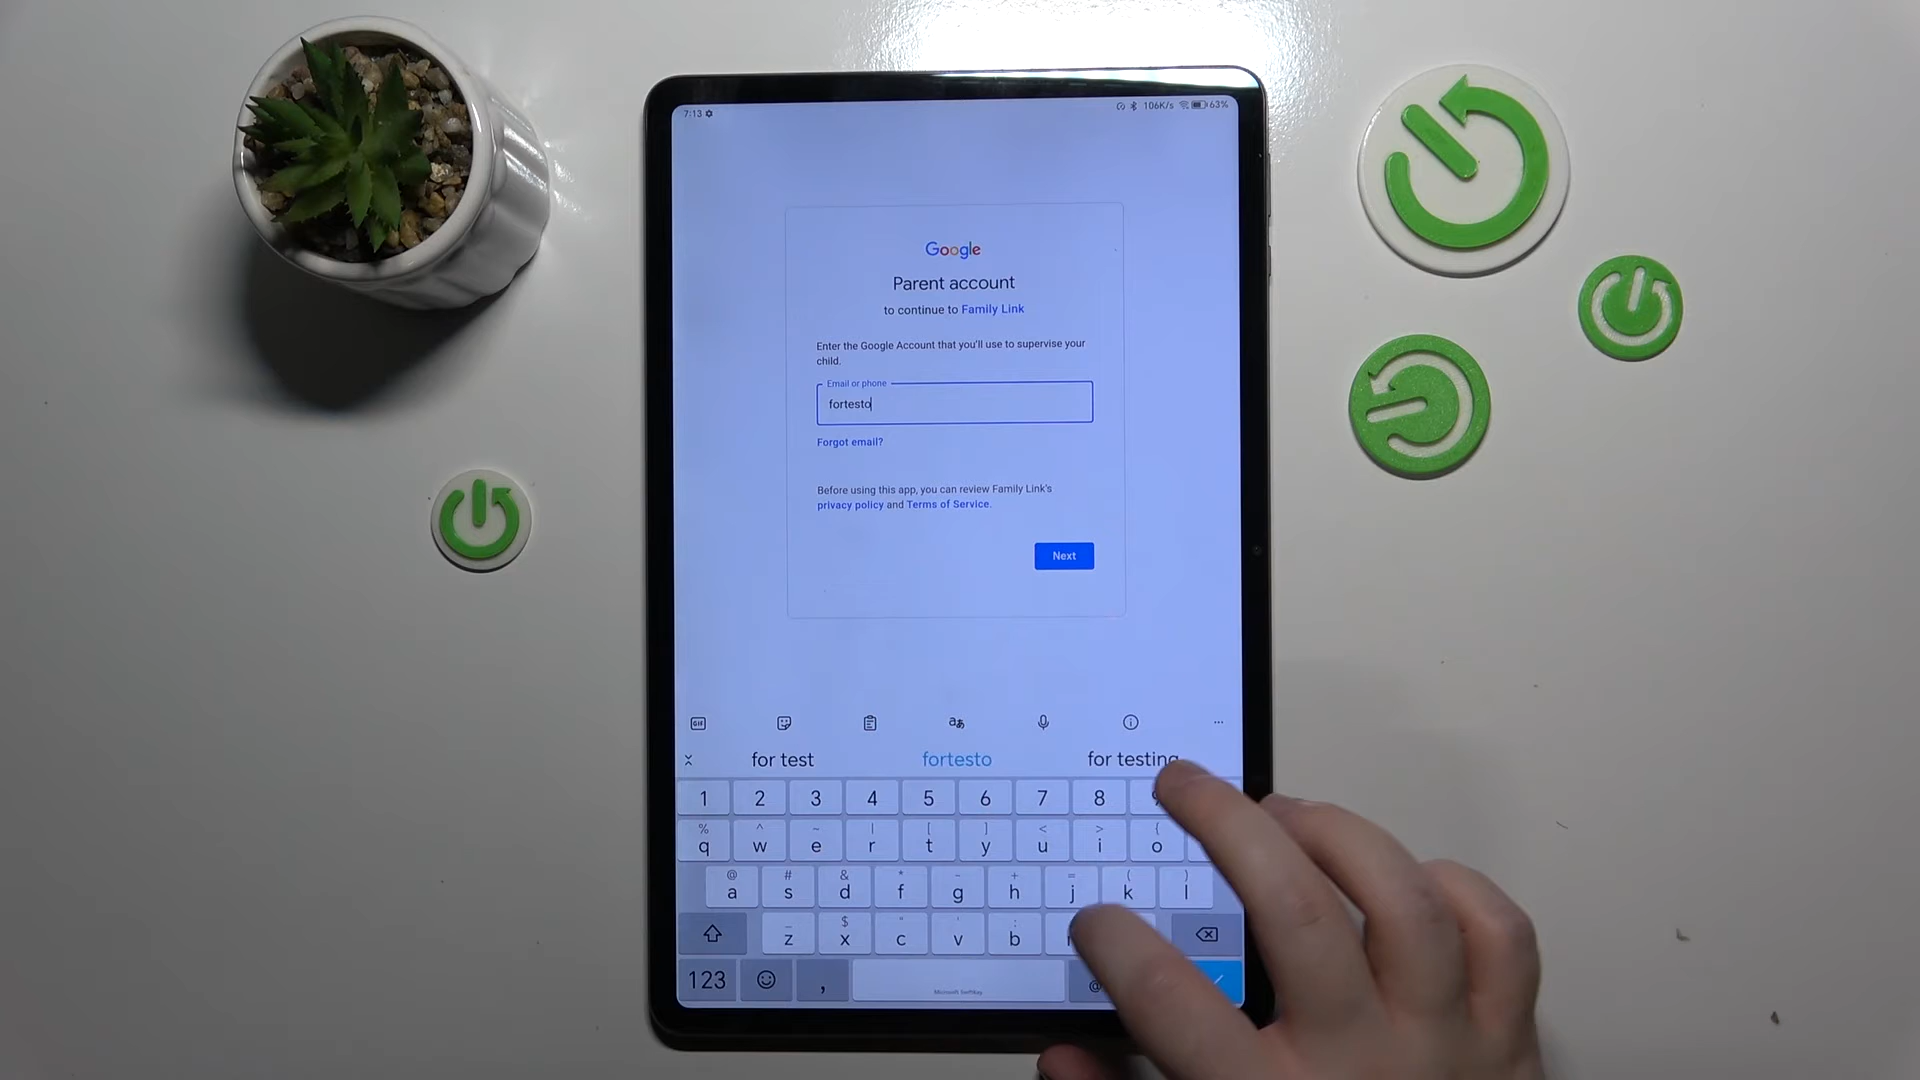 7:13
106K/s 63%
Google
Parent account
to continue to Family Link
Enter the Google Account that you'll use to supervise your
child.
Email or phone
fortesto
Forgot email?
Before using this app, you can review Family Link's
privacy policy and Terms of Service.
Next
GIF
for test fortesto for testing
1 2 3 4 5 6 7 8 9
% ^ ~ | [ ] < > {
q w e r t y u i o
@ # & * - + = ( )
a s d f g h j k l
_ $ " ' :
z x c v b
123 , Microsoft SwiftKey @